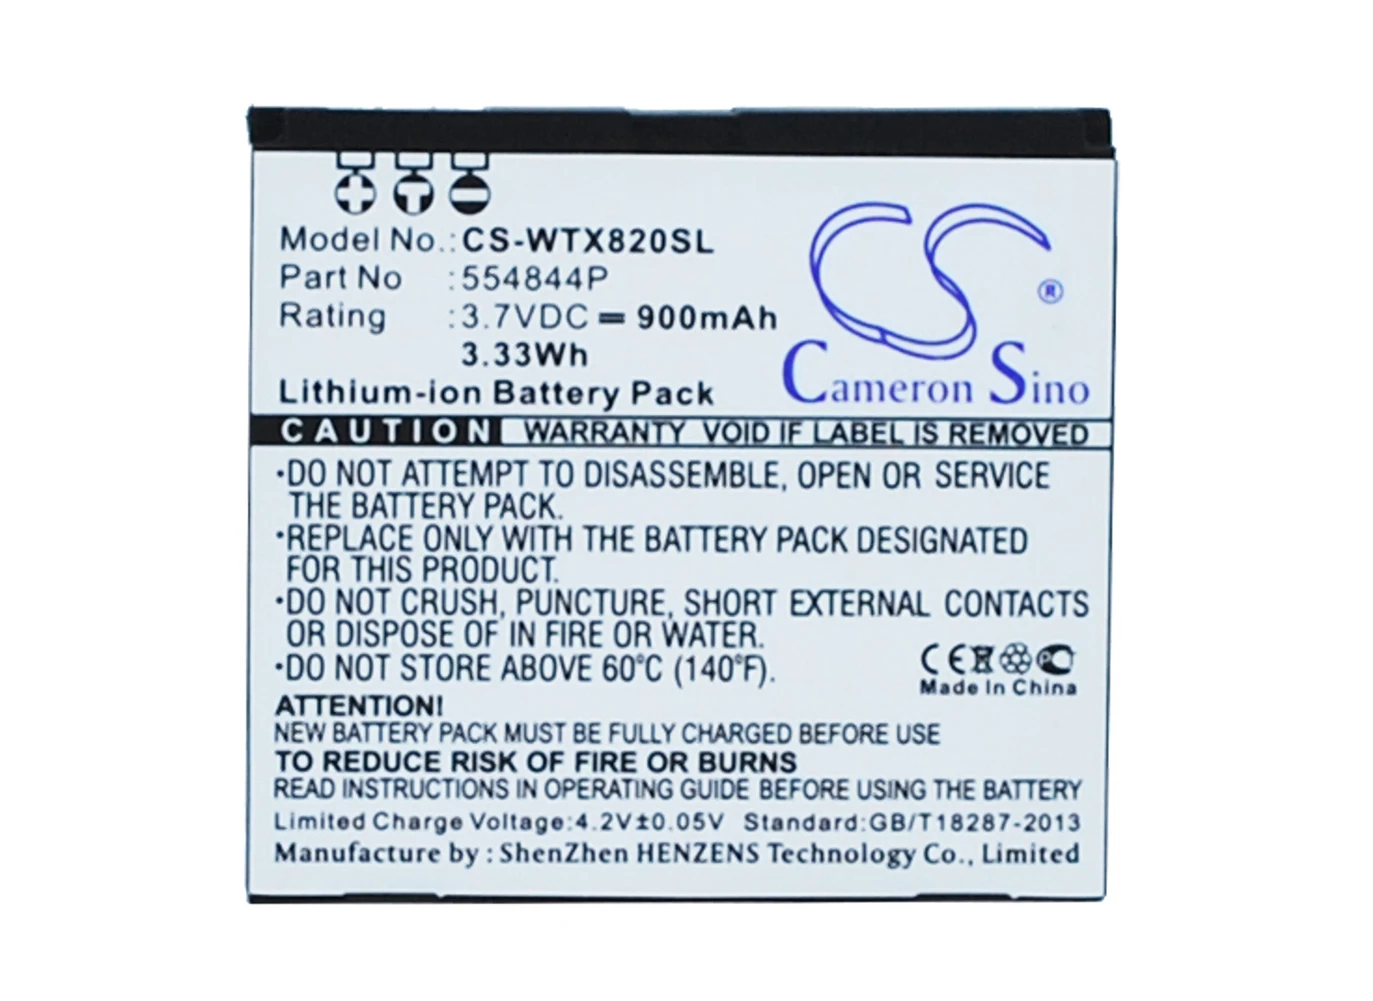 Model No.: CS-WTX820SL
Part No : 554844P
Rating : 3.7VDC ⎓ 900mAh
3.33Wh
Lithium-ion Battery Pack
CS ®
Cameron Sino
CAUTION WARRANTY VOID IF LABEL IS REMOVED
·DO NOT ATTEMPT TO DISASSEMBLE, OPEN OR SERVICE
THE BATTERY PACK.
·REPLACE ONLY WITH THE BATTERY PACK DESIGNATED
FOR THIS PRODUCT.
·DO NOT CRUSH, PUNCTURE, SHORT EXTERNAL CONTACTS
OR DISPOSE OF IN FIRE OR WATER.
·DO NOT STORE ABOVE 60°C (140°F).
CE PC
Made In China
ATTENTION!
NEW BATTERY PACK MUST BE FULLY CHARGED BEFORE USE
TO REDUCE RISK OF FIRE OR BURNS
READ INSTRUCTIONS IN OPERATING GUIDE BEFORE USING THE BATTERY
Limited Charge Voltage:4.2V±0.05V Standard:GB/T18287-2013
Manufacture by : ShenZhen HENZENS Technology Co., Limited